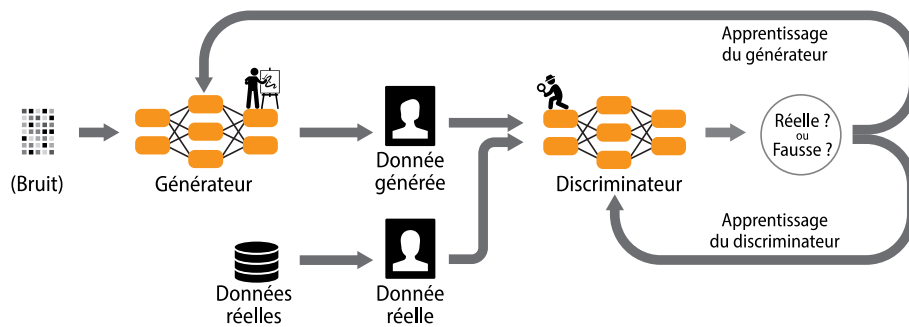 Apprentissage
du générateur
(Bruit)
Générateur
Donnée
générée
Discriminateur
Réelle ?
ou
Fausse ?
Apprentissage
du discriminateur
Données
réelles
Donnée
réelle